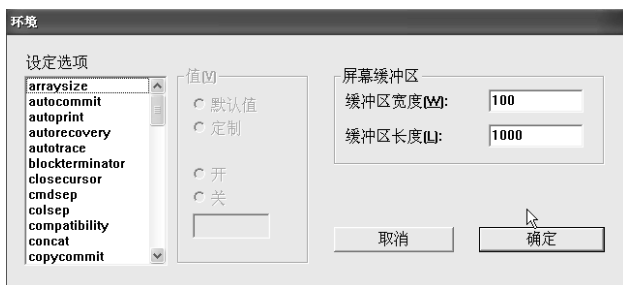 环境
设定选项
arraysize
autocommit
autoprint
autorecovery
autotrace
blockterminator
closecursor
cmdsep
colsep
compatibility
concat
copycommit
值(V)
默认值
定制
开
关
屏幕缓冲区
缓冲区宽度(W): 100
缓冲区长度(L): 1000
取消
确定